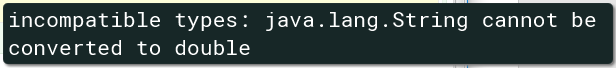 incompatible types: java.lang.String cannot be
converted to double